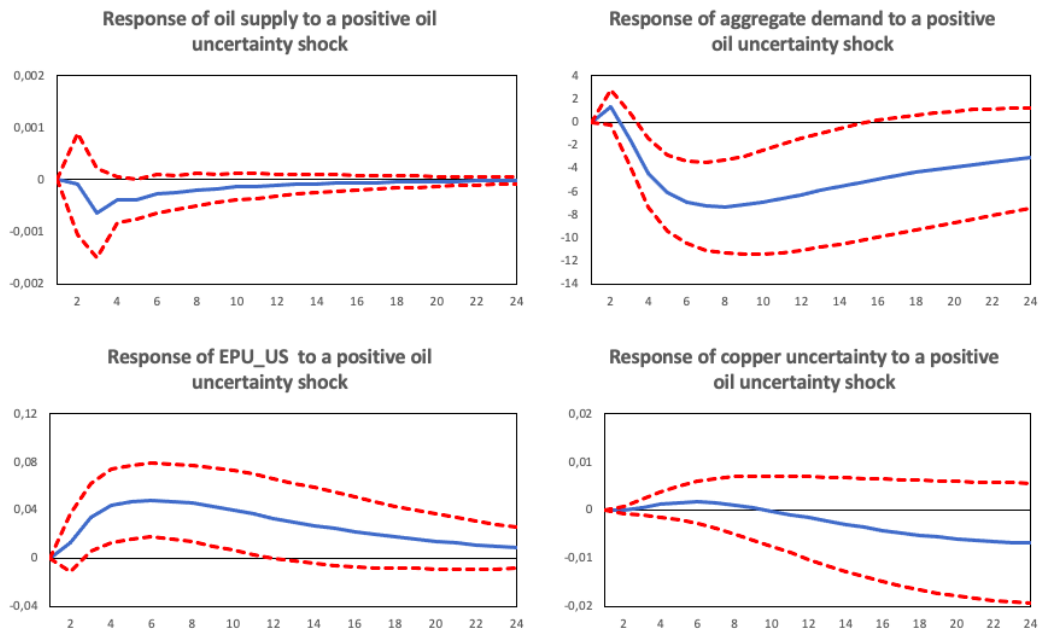 Response of oil supply to a positive oil
uncertainty shock
0,002
0,001
0
-0,001
-0,002
2 4 6 8 10 12 14 16 18 20 22 24
Response of aggregate demand to a positive
oil uncertainty shock
4
2
0
-2
-4
-6
-8
-10
-12
-14
2 4 6 8 10 12 14 16 18 20 22 24
Response of EPU_US to a positive oil
uncertainty shock
0,12
0,08
0,04
0
-0,04
2 4 6 8 10 12 14 16 18 20 22 24
Response of copper uncertainty to a positive
oil uncertainty shock
0,02
0,01
0
-0,01
-0,02
2 4 6 8 10 12 14 16 18 20 22 24